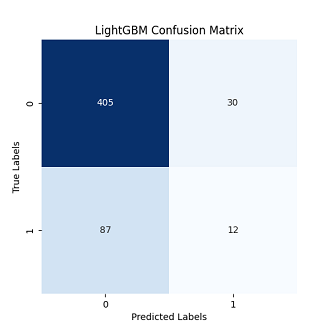 LightGBM Confusion Matrix
True Labels
0
405
30
1
87
12
0
1
Predicted Labels